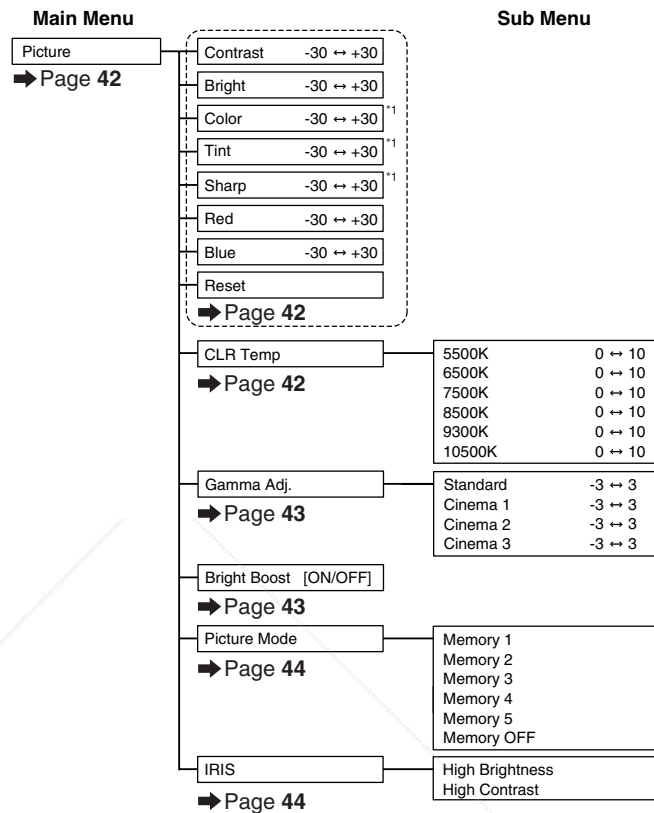 Main Menu Sub Menu
Picture
➡Page 42
Contrast -30 ↔ +30
Bright -30 ↔ +30
Color -30 ↔ +30 *1
Tint -30 ↔ +30 *1
Sharp -30 ↔ +30 *1
Red -30 ↔ +30
Blue -30 ↔ +30
Reset
➡Page 42
CLR Temp
➡Page 42
5500K 0 ↔ 10
6500K 0 ↔ 10
7500K 0 ↔ 10
8500K 0 ↔ 10
9300K 0 ↔ 10
10500K 0 ↔ 10
Gamma Adj.
➡Page 43
Standard -3 ↔ 3
Cinema 1 -3 ↔ 3
Cinema 2 -3 ↔ 3
Cinema 3 -3 ↔ 3
Bright Boost [ON/OFF]
➡Page 43
Picture Mode
➡Page 44
Memory 1
Memory 2
Memory 3
Memory 4
Memory 5
Memory OFF
IRIS
➡Page 44
High Brightness
High Contrast